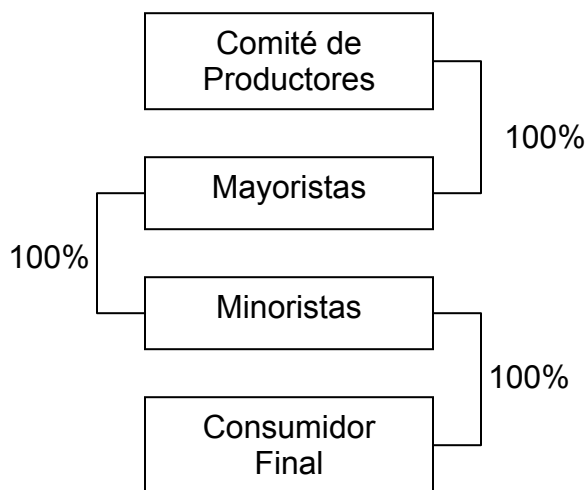 Comité de
Productores
100%
Mayoristas
100%
Minoristas
100%
Consumidor
Final